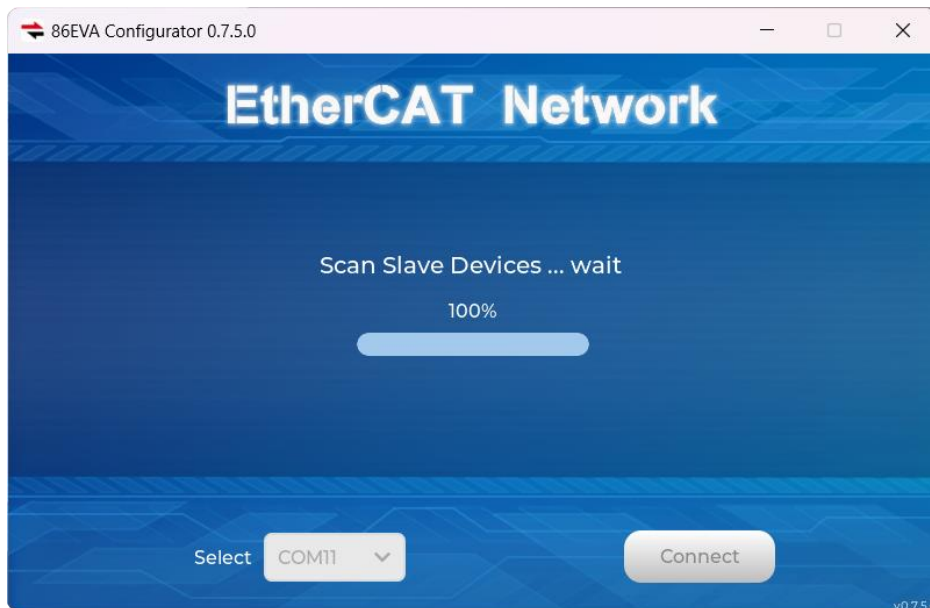 86EVA Configurator 0.7.5.0
EtherCAT Network
Scan Slave Devices ... wait
100%
Select COM11 Connect
v0.7.5